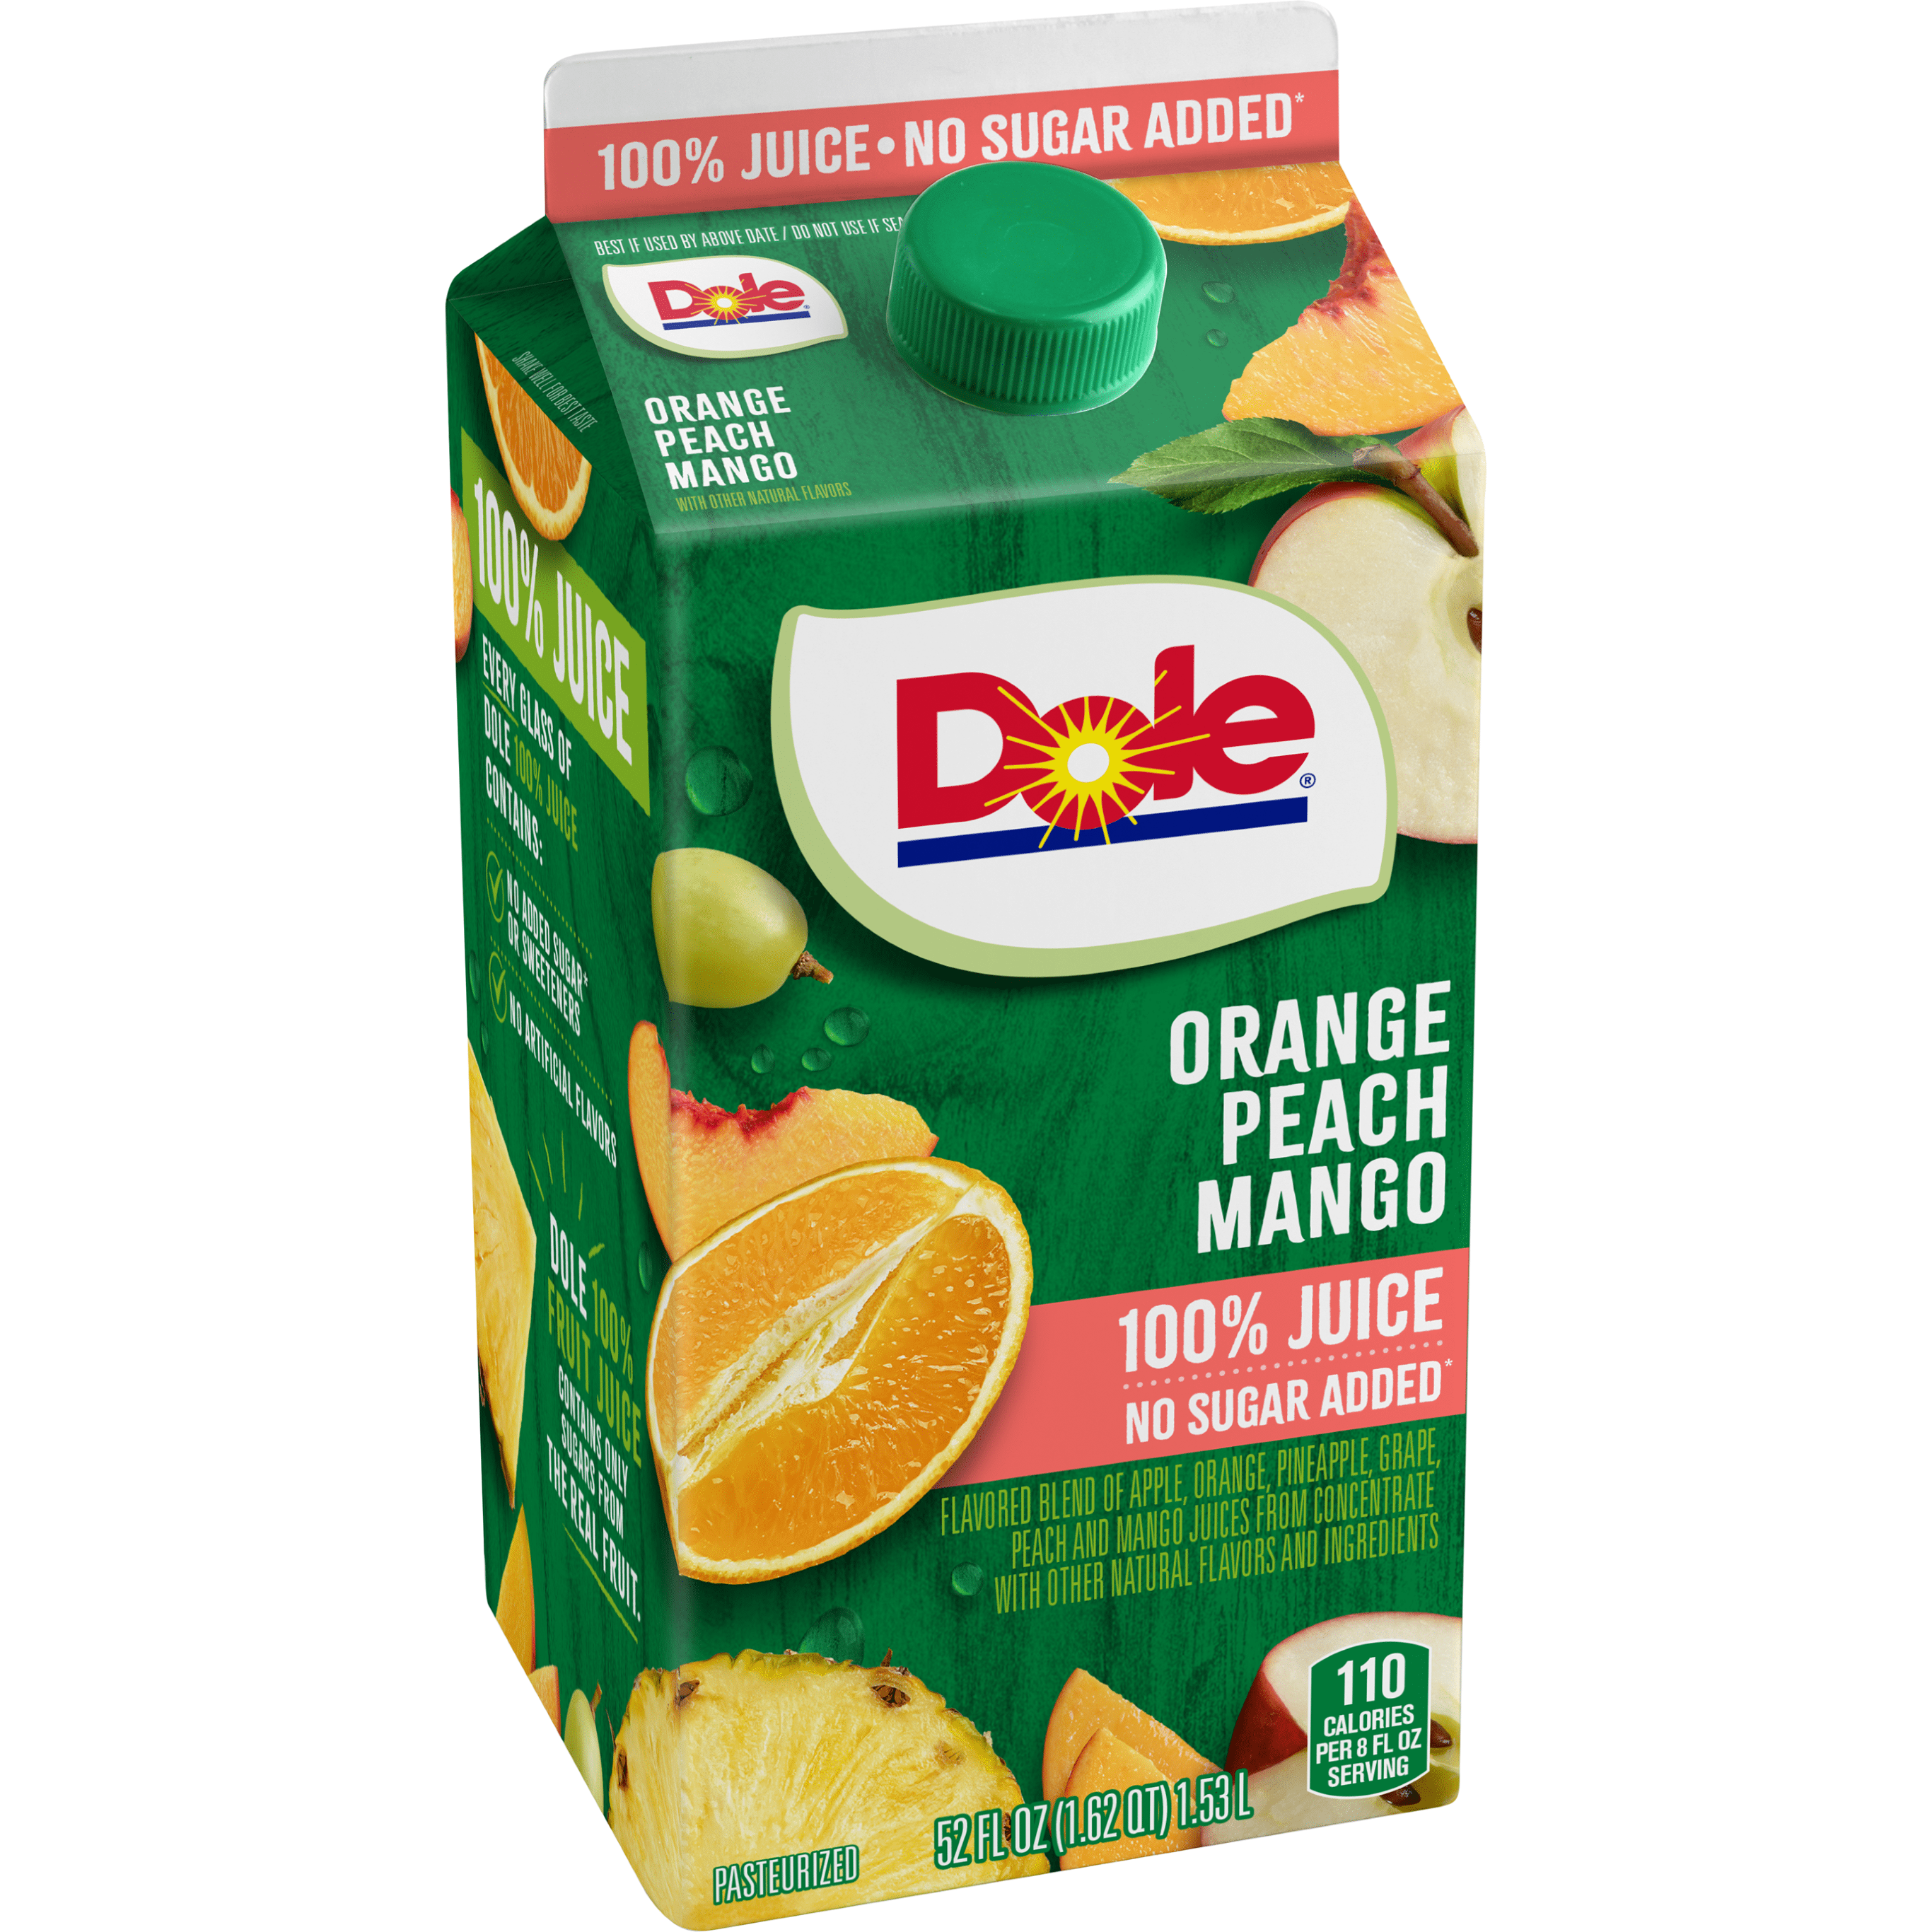 100% JUICE • NO SUGAR ADDED*
BEST IF USED BY ABOVE DATE / DO NOT USE IF
Dole®
ORANGE
PEACH
MANGO
WITH OTHER NATURAL FLAVORS
SHAKE WELL FOR BEST TASTE
100% JUICE
EVERY GLASS OF
DOLE 100% JUICE
CONTAINS:
NO ADDED SUGAR*
OR SWEETENERS
NO ARTIFICIAL FLAVORS
DOLE 100%
FRUIT JUICE
CONTAINS ONLY
SUGARS FROM
THE REAL FRUIT.
Dole®
ORANGE
PEACH
MANGO
100% JUICE
NO SUGAR ADDED*
FLAVORED BLEND OF APPLE, ORANGE, PINEAPPLE, GRAPE,
PEACH AND MANGO JUICES FROM CONCENTRATE
WITH OTHER NATURAL FLAVORS AND INGREDIENTS
110
CALORIES
PER 8 FL OZ
SERVING
52 FL OZ (1.62 QT) 1.53 L
PASTEURIZED